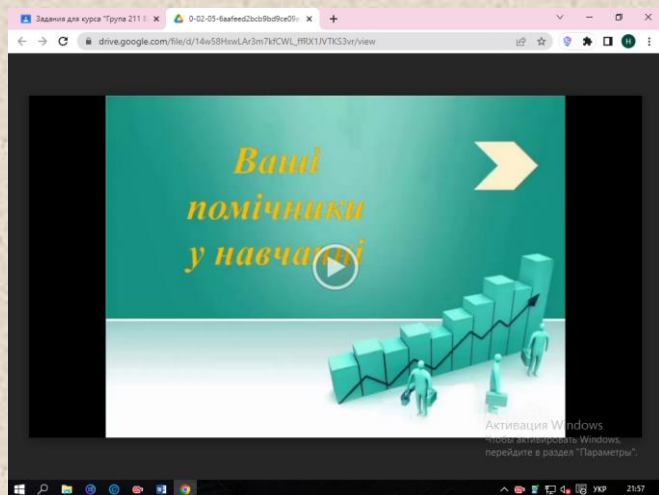 Задания для курса "Група 211 Б
0-02-05-6aafeed2bcb9bd9ce09e
drive.google.com/file/d/14w58HxwLAr3m7kfCWL_ffRX1JVTKS3vr/view
H
Ваші
помічники
у навчанні
Активация Windows
Чтобы активировать Windows,
перейдите в раздел "Параметры".
УКР
21:57